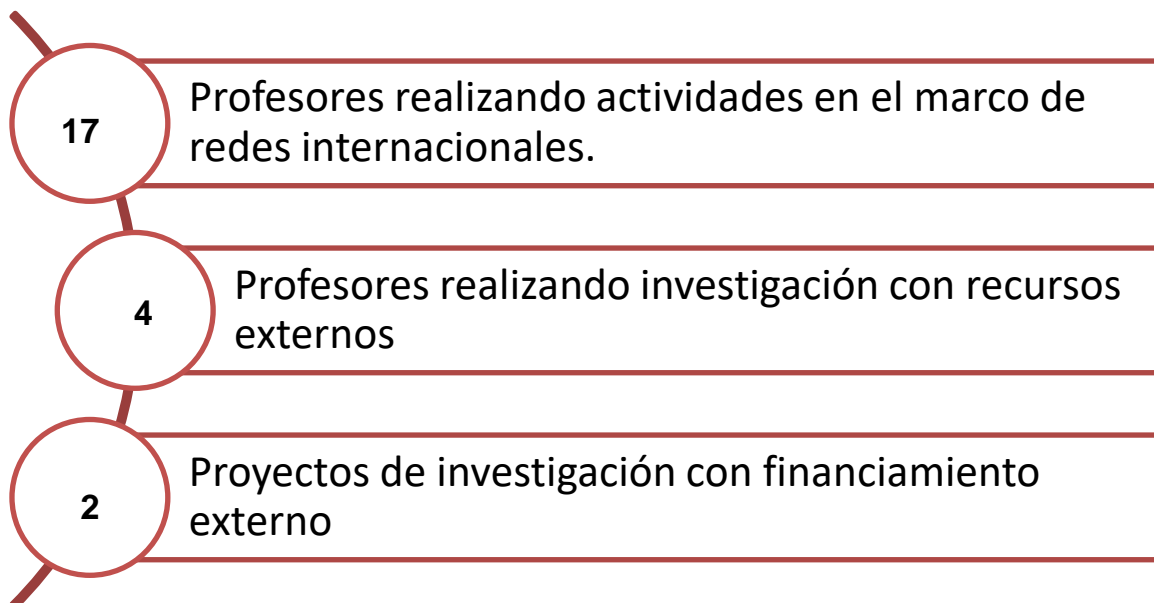 17
Profesores realizando actividades en el marco de
redes internacionales.
4
Profesores realizando investigación con recursos
externos
2
Proyectos de investigación con financiamiento
externo